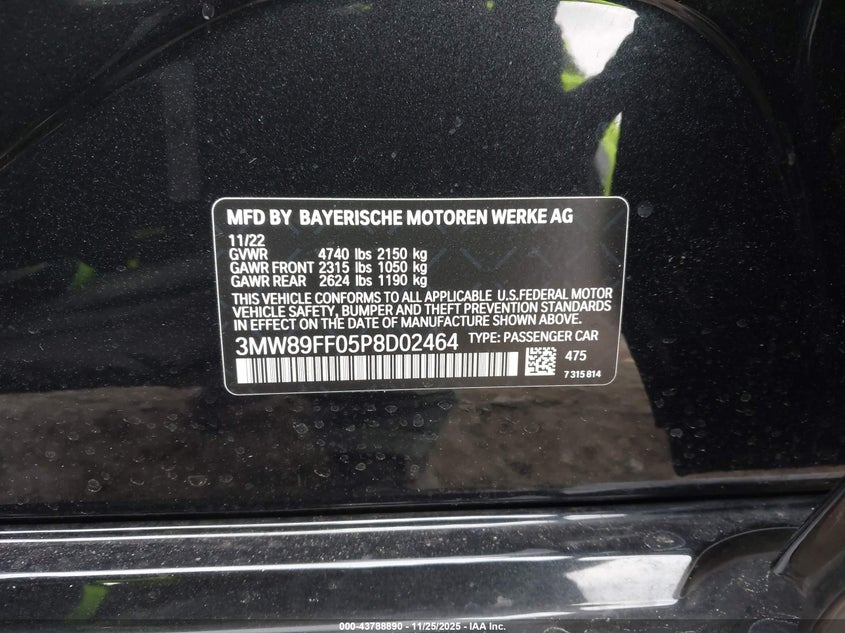 MFD BY BAYERISCHE MOTOREN WERKE AG
11/22
GVWR 4740 lbs 2150 kg
GAWR FRONT 2315 lbs 1050 kg
GAWR REAR 2624 lbs 1190 kg
THIS VEHICLE CONFORMS TO ALL APPLICABLE U.S.FEDERAL MOTOR
VEHICLE SAFETY, BUMPER AND THEFT PREVENTION STANDARDS
IN EFFECT ON THE DATE OF MANUFACTURE SHOWN ABOVE.
3MW89FF05P8D02464 TYPE: PASSENGER CAR
475
7 315 814
000-43788890 - 11/25/2025 - IAA Inc.